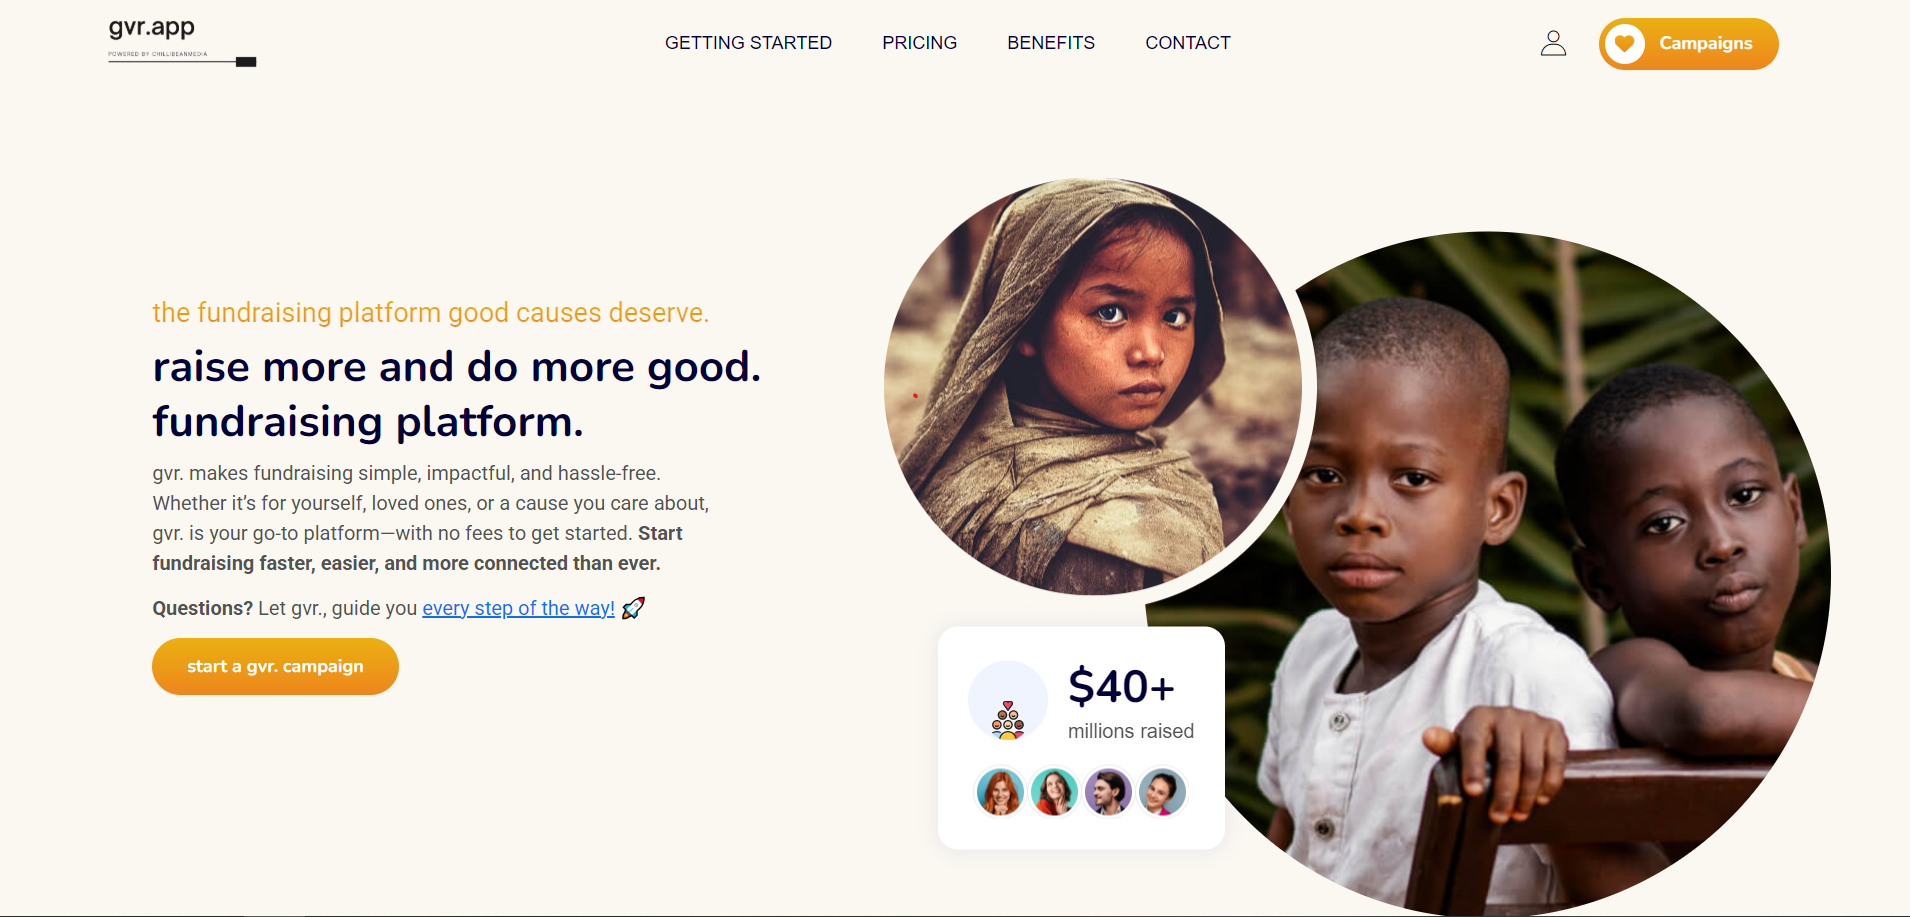 gvr.app
POWERED BY CHILLIBEANMEDIA
GETTING STARTED
PRICING
BENEFITS
CONTACT
Campaigns
the fundraising platform good causes deserve.
raise more and do more good.
fundraising platform.
gvr. makes fundraising simple, impactful, and hassle-free.
Whether it’s for yourself, loved ones, or a cause you care about,
gvr. is your go-to platform—with no fees to get started. Start
fundraising faster, easier, and more connected than ever.
Questions? Let gvr., guide you every step of the way! 🚀
start a gvr. campaign
$40+
millions raised